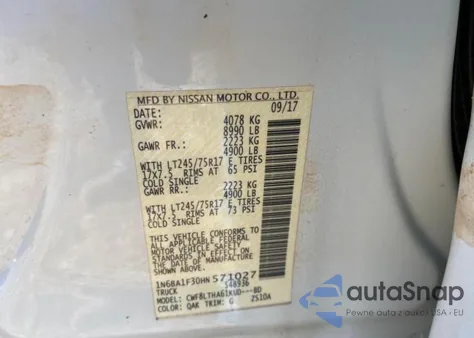 MFD BY NISSAN MOTOR CO., LTD.
DATE: 09/17
GVWR: 4078 KG
8990 LB
GAWR FR.: 2223 KG
4900 LB
WITH LT245/75R17 E TIRES
17X7.5 RIMS AT 65 PSI
COLD SINGLE
GAWR RR.: 2223 KG
4900 LB
WITH LT245/75R17 E TIRES
17X7.5 RIMS AT 73 PSI
COLD SINGLE
THIS VEHICLE CONFORMS TO
ALL APPLICABLE FEDERAL
MOTOR VEHICLE SAFETY
STANDARDS IN EFFECT ON
THE DATE OF MANUFACTURE
SHOWN ABOVE.
1N6BA1F30HN571027
TRUCK 548936
MODEL: CWFBLTHA61KUD---BD
COLOR: QAK TRIM: G 2S10A
autoSnap
Pewne auta z aukcji • USA • EU